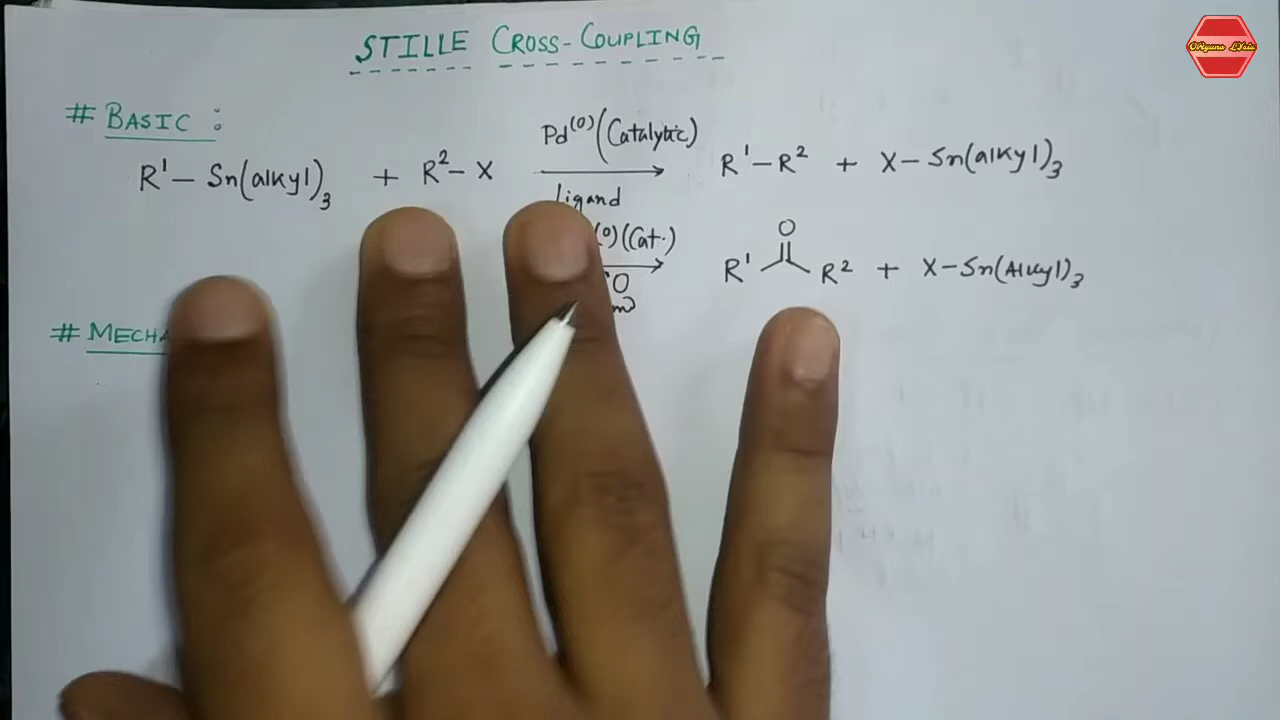 STILLE CROSS-COUPLING
# BASIC :
R¹ – Sn(alkyl)₃ + R² – X Pd⁽⁰⁾(Catalytic) Ligand R¹ – R² + X – Sn(alkyl)₃
(0)(Cat.) R¹ O R² + X – Sn(Alkyl)₃
# MECHA